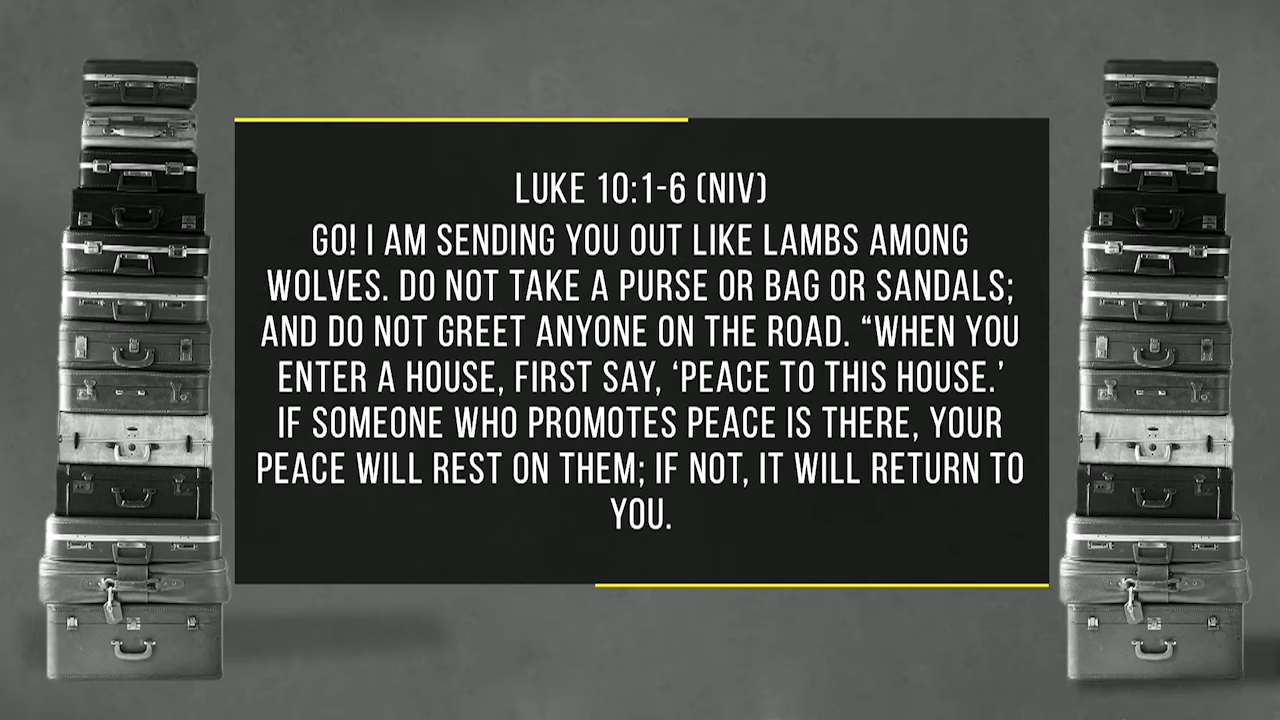 LUKE 10:1-6 (NIV)
GO! I AM SENDING YOU OUT LIKE LAMBS AMONG
WOLVES. DO NOT TAKE A PURSE OR BAG OR SANDALS;
AND DO NOT GREET ANYONE ON THE ROAD. “WHEN YOU
ENTER A HOUSE, FIRST SAY, ‘PEACE TO THIS HOUSE.’
IF SOMEONE WHO PROMOTES PEACE IS THERE, YOUR
PEACE WILL REST ON THEM; IF NOT, IT WILL RETURN TO
YOU.